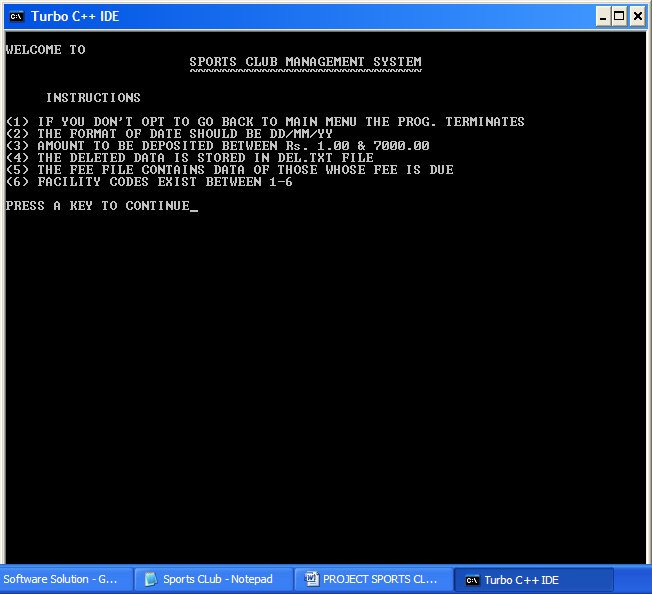 Turbo C++ IDE
WELCOME TO
SPORTS CLUB MANAGEMENT SYSTEM
~~~~~~~~~~~~~~~~~~~~~~~~~~~~~
INSTRUCTIONS
(1) IF YOU DON'T OPT TO GO BACK TO MAIN MENU THE PROG. TERMINATES
(2) THE FORMAT OF DATE SHOULD BE DD/MM/YY
(3) AMOUNT TO BE DEPOSITED BETWEEN Rs. 1.00 & 7000.00
(4) THE DELETED DATA IS STORED IN DEL.TXT FILE
(5) THE FEE FILE CONTAINS DATA OF THOSE WHOSE FEE IS DUE
(6) FACILITY CODES EXIST BETWEEN 1-6
PRESS A KEY TO CONTINUE_
Software Solution - G... Sports CLub - Notepad PROJECT SPORTS CL... Turbo C++ IDE